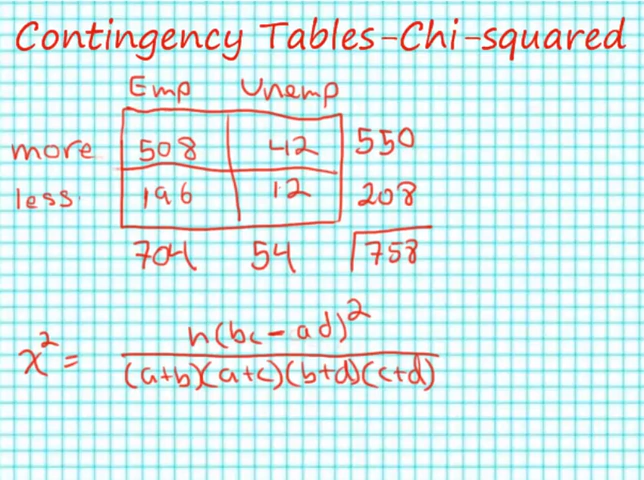 Contingency Tables-Chi-squared
Emp Unemp
more 508 42 550
less 196 12 208
704 54 758
x² = n(bc - ad)²
(a+b)(a+c)(b+d)(c+d)